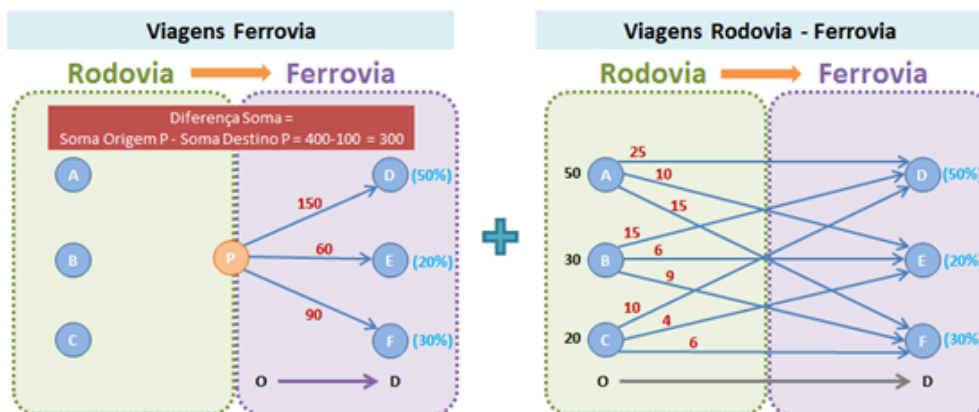 Viagens Ferrovia
Rodovia Ferrovia
Diferença Soma =
Soma Origem P - Soma Destino P = 400-100 = 300
A
D (50%)
150
B
P
60
E (20%)
90
C
F (30%)
O D
Viagens Rodovia - Ferrovia
Rodovia Ferrovia
25
50 A
10
D (50%)
15
15
30 B
6
E (20%)
9
10
4
20 C
6
F (30%)
O D